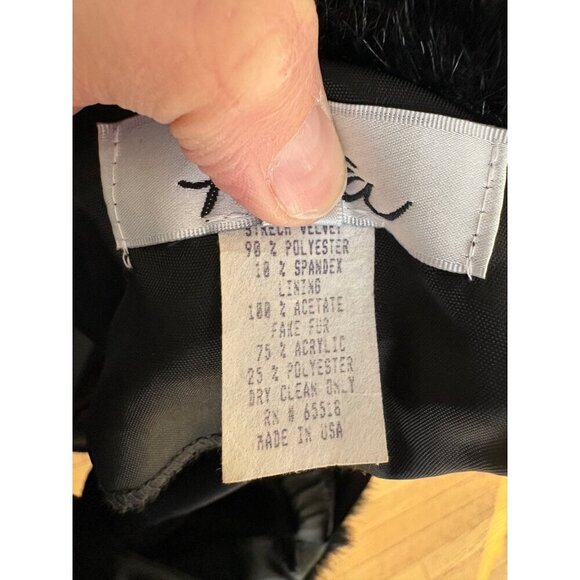 STRECH VELVET
90 % POLYESTER
10 % SPANDEX
LINING
100 % ACETATE
FAKE FUR
75 % ACRYLIC
25 % POLYESTER
DRY CLEAN ONLY
RN N 65518
MADE IN USA